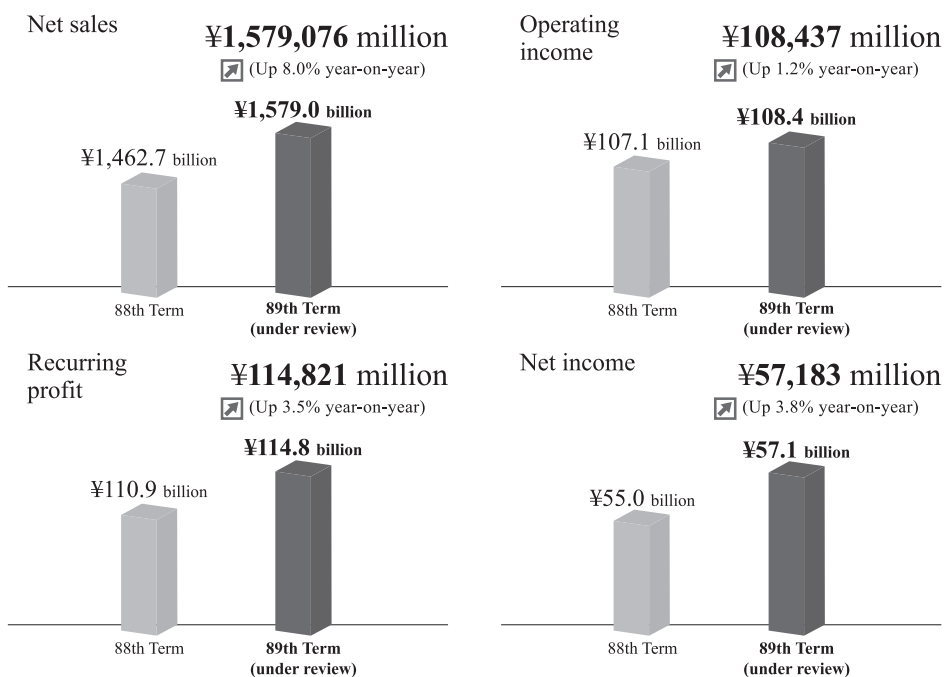 Net sales
¥1,579,076 million
(Up 8.0% year-on-year)
¥1,579.0 billion
¥1,462.7 billion
88th Term
89th Term
(under review)
Operating
income
¥108,437 million
(Up 1.2% year-on-year)
¥108.4 billion
¥107.1 billion
88th Term
89th Term
(under review)
Recurring
profit
¥114,821 million
(Up 3.5% year-on-year)
¥114.8 billion
¥110.9 billion
88th Term
89th Term
(under review)
Net income
¥57,183 million
(Up 3.8% year-on-year)
¥57.1 billion
¥55.0 billion
88th Term
89th Term
(under review)